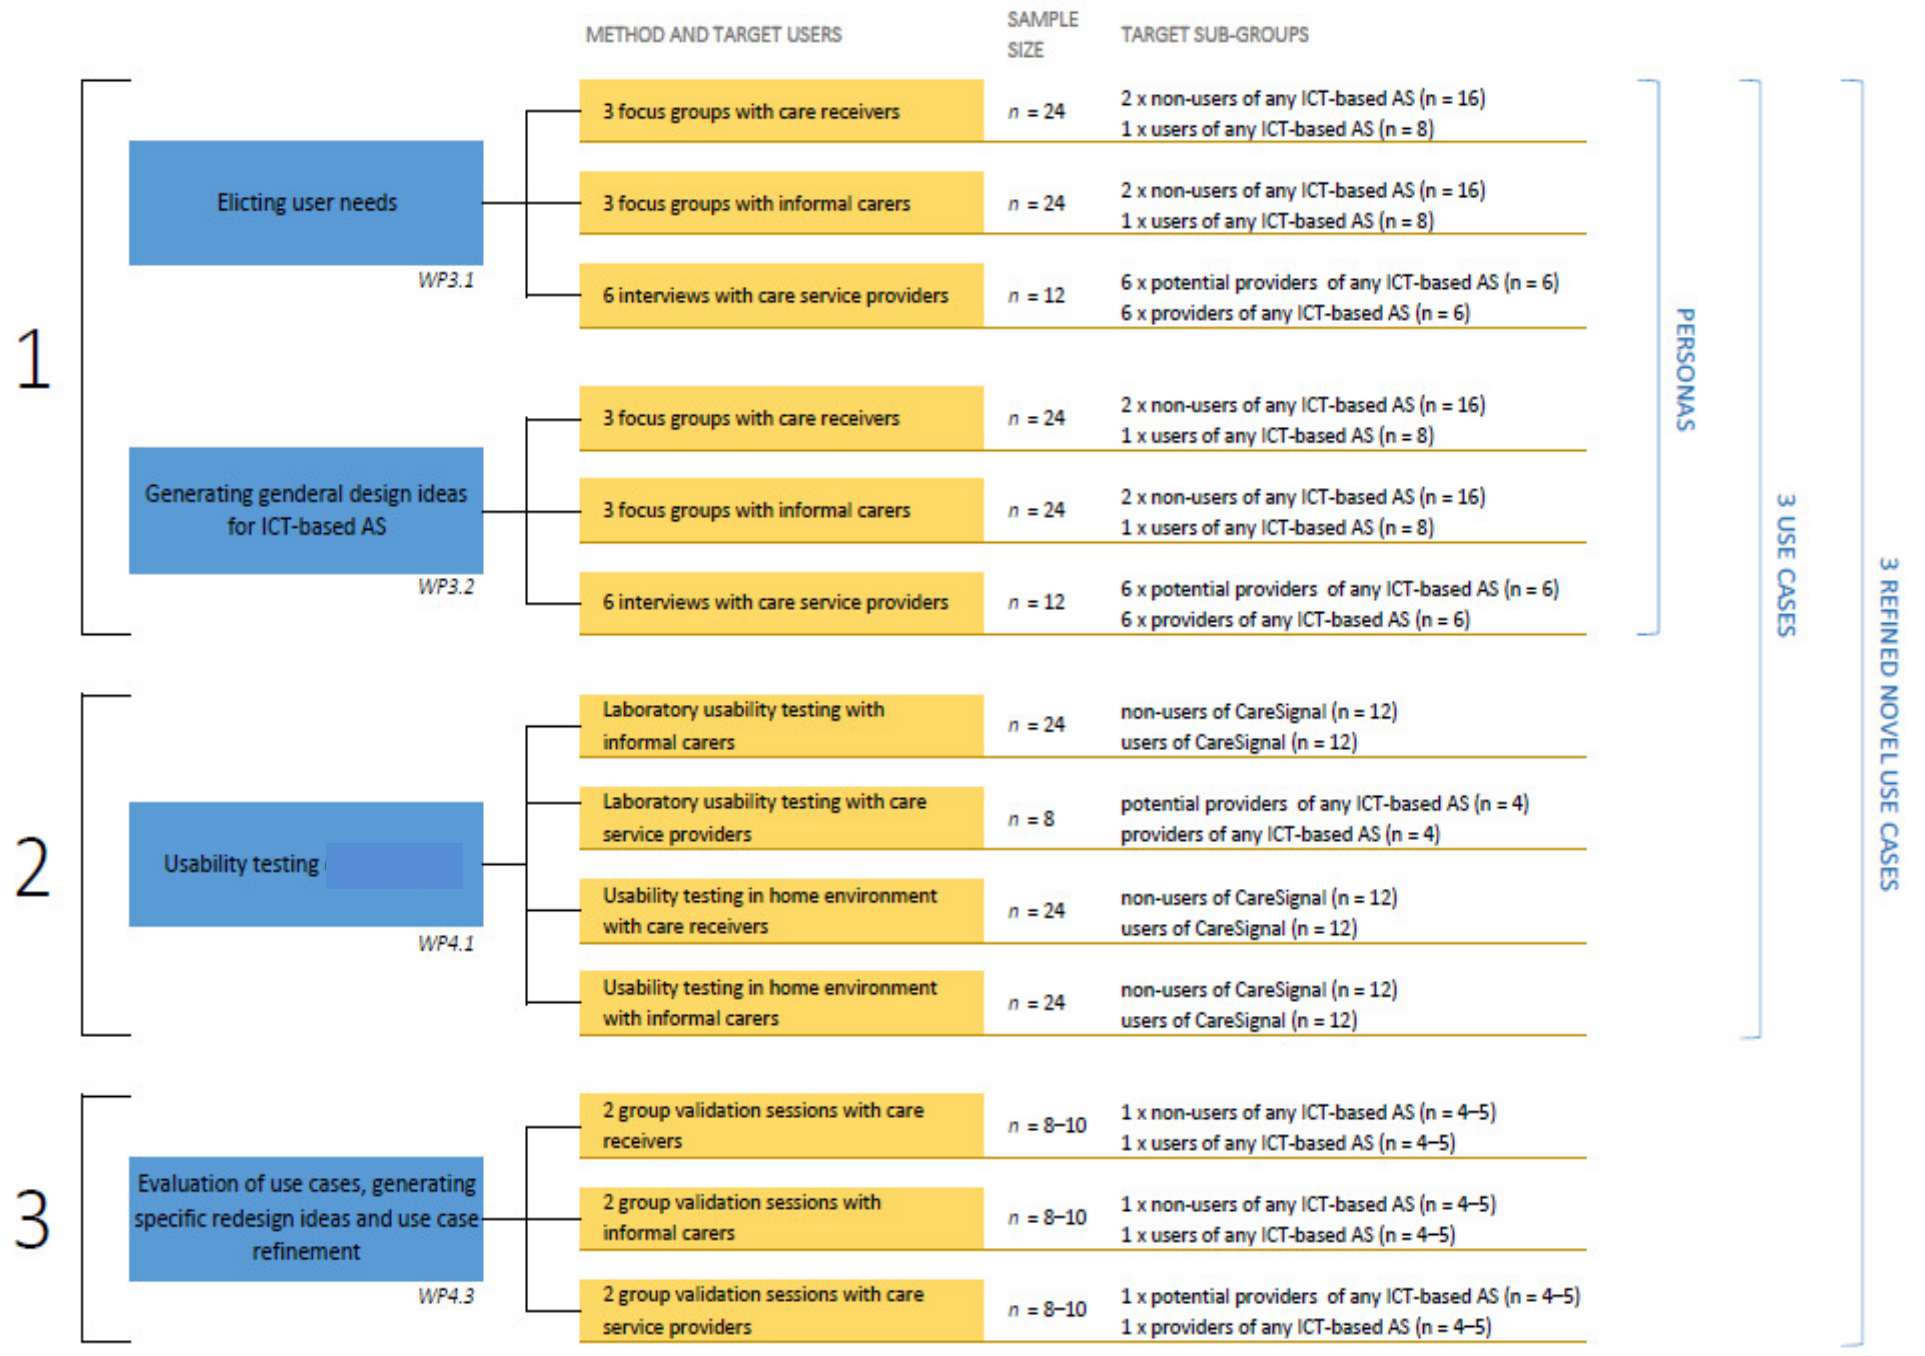 METHOD AND TARGET USERS
SAMPLE
SIZE
TARGET SUB-GROUPS
1
Elicting user needs
WP3.1
3 focus groups with care receivers
n = 24
2 x non-users of any ICT-based AS (n = 16)
1 x users of any ICT-based AS (n = 8)
3 focus groups with informal carers
n = 24
2 x non-users of any ICT-based AS (n = 16)
1 x users of any ICT-based AS (n = 8)
6 interviews with care service providers
n = 12
6 x potential providers of any ICT-based AS (n = 6)
6 x providers of any ICT-based AS (n = 6)
Generating genderal design ideas
for ICT-based AS
WP3.2
3 focus groups with care receivers
n = 24
2 x non-users of any ICT-based AS (n = 16)
1 x users of any ICT-based AS (n = 8)
3 focus groups with informal carers
n = 24
2 x non-users of any ICT-based AS (n = 16)
1 x users of any ICT-based AS (n = 8)
6 interviews with care service providers
n = 12
6 x potential providers of any ICT-based AS (n = 6)
6 x providers of any ICT-based AS (n = 6)
PERSONAS
2
Usability testing
WP4.1
Laboratory usability testing with
informal carers
n = 24
non-users of CareSignal (n = 12)
users of CareSignal (n = 12)
Laboratory usability testing with care
service providers
n = 8
potential providers of any ICT-based AS (n = 4)
providers of any ICT-based AS (n = 4)
Usability testing in home environment
with care receivers
n = 24
non-users of CareSignal (n = 12)
users of CareSignal (n = 12)
Usability testing in home environment
with informal carers
n = 24
non-users of CareSignal (n = 12)
users of CareSignal (n = 12)
3 USE CASES
3
Evaluation of use cases, generating
specific redesign ideas and use case
refinement
WP4.3
2 group validation sessions with care
receivers
n = 8–10
1 x non-users of any ICT-based AS (n = 4–5)
1 x users of any ICT-based AS (n = 4–5)
2 group validation sessions with
informal carers
n = 8–10
1 x non-users of any ICT-based AS (n = 4–5)
1 x users of any ICT-based AS (n = 4–5)
2 group validation sessions with care
service providers
n = 8–10
1 x potential providers of any ICT-based AS (n = 4–5)
1 x providers of any ICT-based AS (n = 4–5)
3 REFINED NOVEL USE CASES